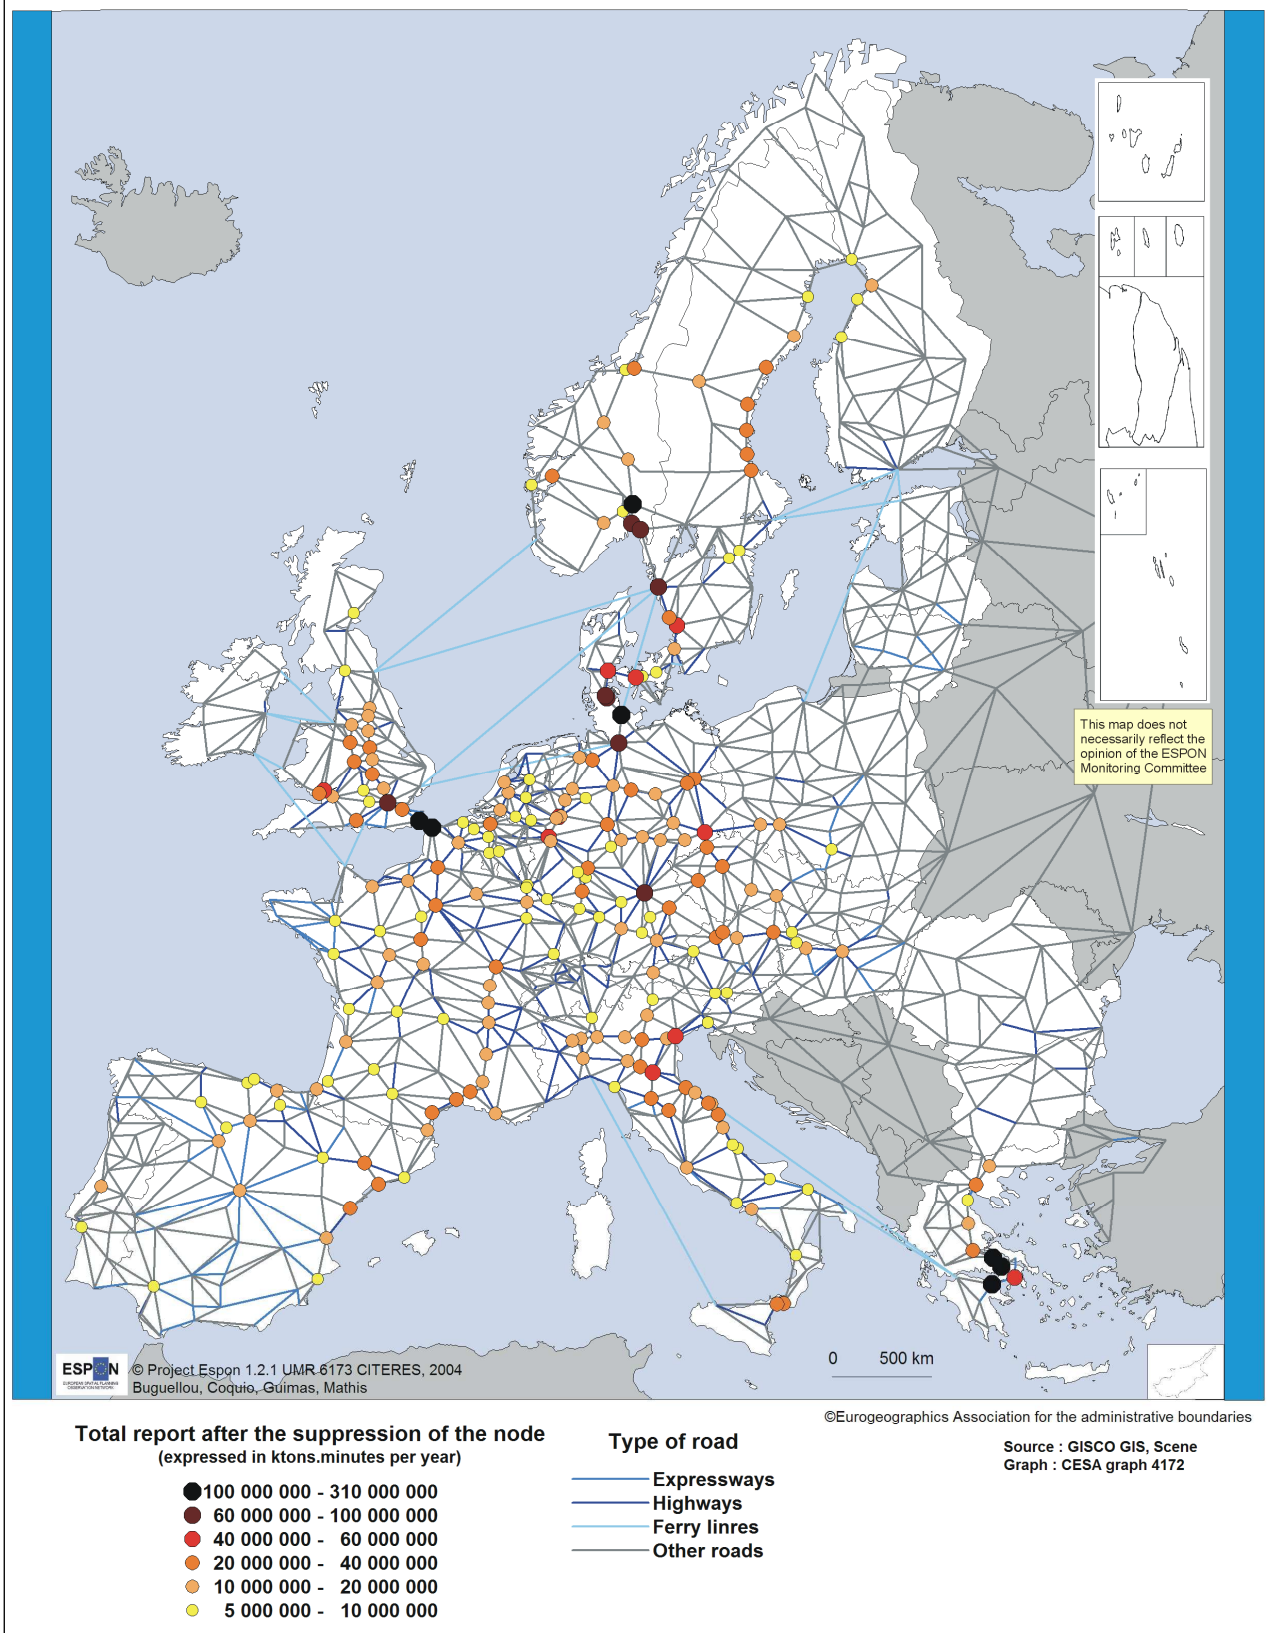 This map does not
necessarily reflect the
opinion of the ESPON
Monitoring Committee
0 500 km
ESPON
EUROPEAN SPATIAL PLANNING
OBSERVATION NETWORK
© Project Espon 1.2.1 UMR 6173 CITERES, 2004
Buguellou, Coquio, Guimas, Mathis
©Eurogeographics Association for the administrative boundaries
Total report after the suppression of the node
(expressed in ktons.minutes per year)
100 000 000 - 310 000 000
60 000 000 - 100 000 000
40 000 000 - 60 000 000
20 000 000 - 40 000 000
10 000 000 - 20 000 000
5 000 000 - 10 000 000
Type of road
Expressways
Highways
Ferry linres
Other roads
Source : GISCO GIS, Scene
Graph : CESA graph 4172